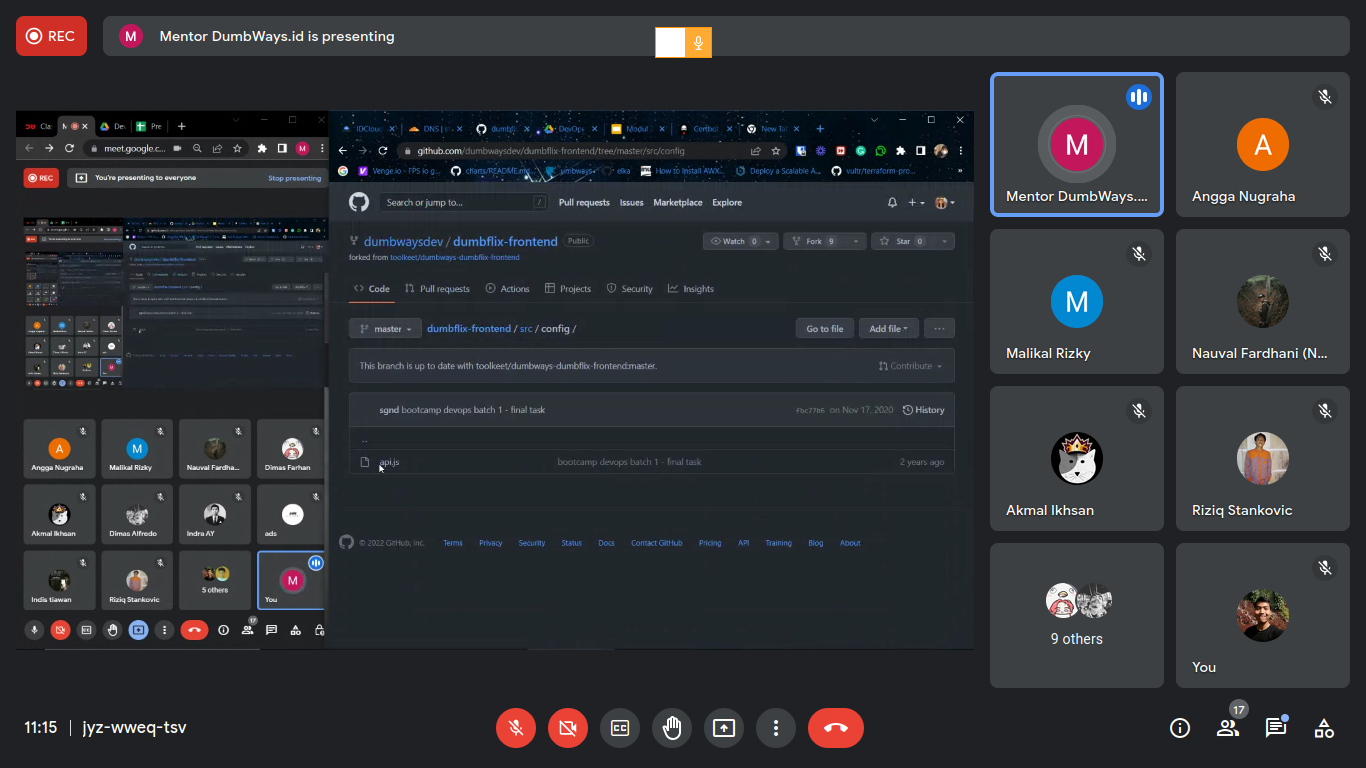 REC
M
Mentor DumbWays.id is presenting
meet.google.c...
REC
You're presenting to everyone
Stop presenting
A
Angga Nugraha
M
Malikal Rizky
Nauval Fardha...
Dimas Farhan
Akmal Ikhsan
Dimas Alfredo
Indra AY
ads
Indis tiawan
Riziq Stankovic
5 others
M
You
17
IDClou
DNS |
dumbfl
DevOp
Modul
Certbot
New Ta
github.com/dumbwaysdev/dumbflix-frontend/tree/master/src/config
Venge.io - FPS io g...
charts/README.m...
elka
How to Install AWX...
Deploy a Scalable A...
vultr/terraform-pro...
Search or jump to...
/
Pull requests
Issues
Marketplace
Explore
dumbwaysdev / dumbflix-frontend
Public
Watch 0
Fork 9
Star 0
forked from toolkeet/dumbways-dumbflix-frontend
Code
Pull requests
Actions
Projects
Security
Insights
master
dumbflix-frontend / src / config /
Go to file
Add file
...
This branch is up to date with toolkeet/dumbways-dumbflix-frontend:master.
Contribute
sgnd bootcamp devops batch 1 - final task
on Nov 17, 2020
History
..
api.js
bootcamp devops batch 1 - final task
2 years ago
© 2022 GitHub, Inc.
Terms
Privacy
Security
Status
Docs
Contact GitHub
Pricing
API
Training
Blog
About
M
Mentor DumbWays....
A
Angga Nugraha
M
Malikal Rizky
Nauval Fardhani (N...
Akmal Ikhsan
Riziq Stankovic
9 others
You
11:15 | jyz-wweq-tsv
17